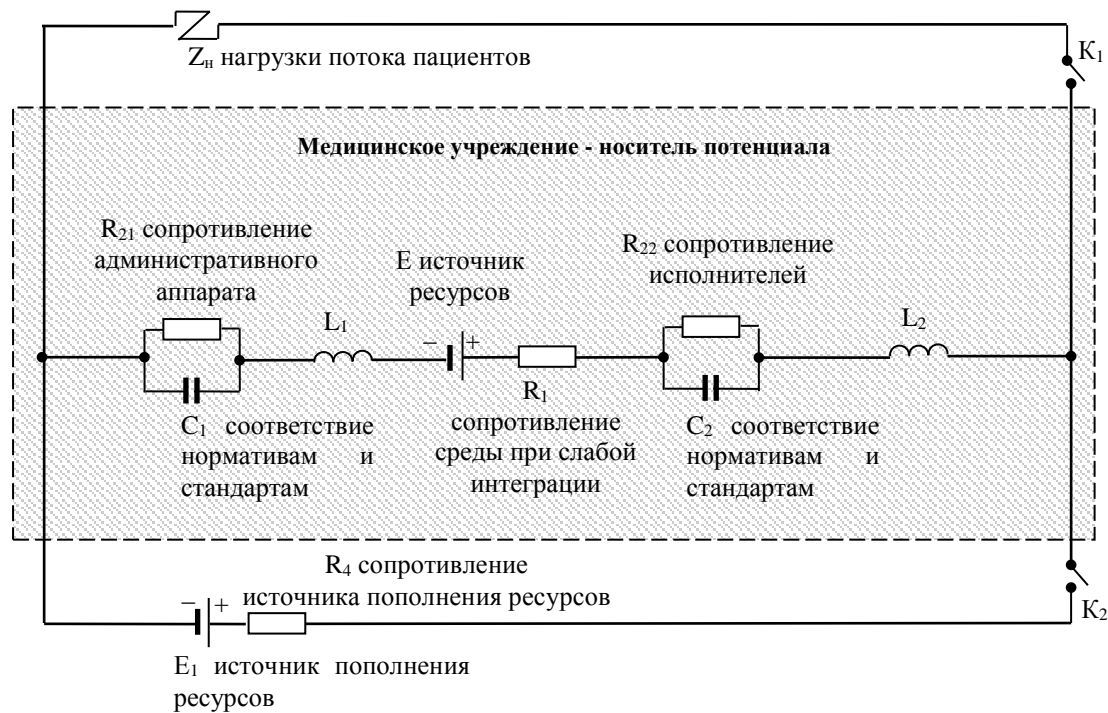 Zн нагрузки потока пациентов
К1
Медицинское учреждение - носитель потенциала
R21 сопротивление
административного
аппарата
L1
E источник
ресурсов
R22 сопротивление
исполнителей
L2
− +
R1
сопротивление
среды при слабой
интеграции
C1 соответствие
нормативам и
стандартам
C2 соответствие
нормативам и
стандартам
R4 сопротивление
источника пополнения ресурсов
− +
К2
E1 источник пополнения
ресурсов